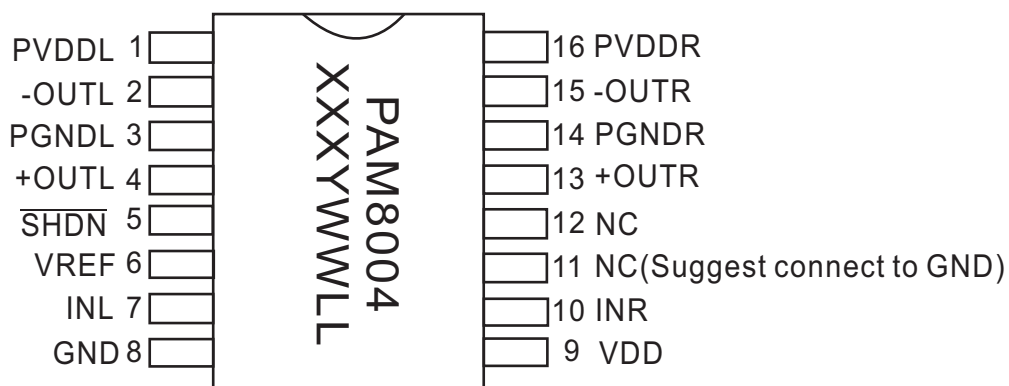 PVDDL 1
-OUTL 2
PGNDL 3
+OUTL 4
SHDN 5
VREF 6
INL 7
GND 8
PAM8004
XXXYWWLL
16 PVDDR
15 -OUTR
14 PGNDR
13 +OUTR
12 NC
11 NC(Suggest connect to GND)
10 INR
9 VDD